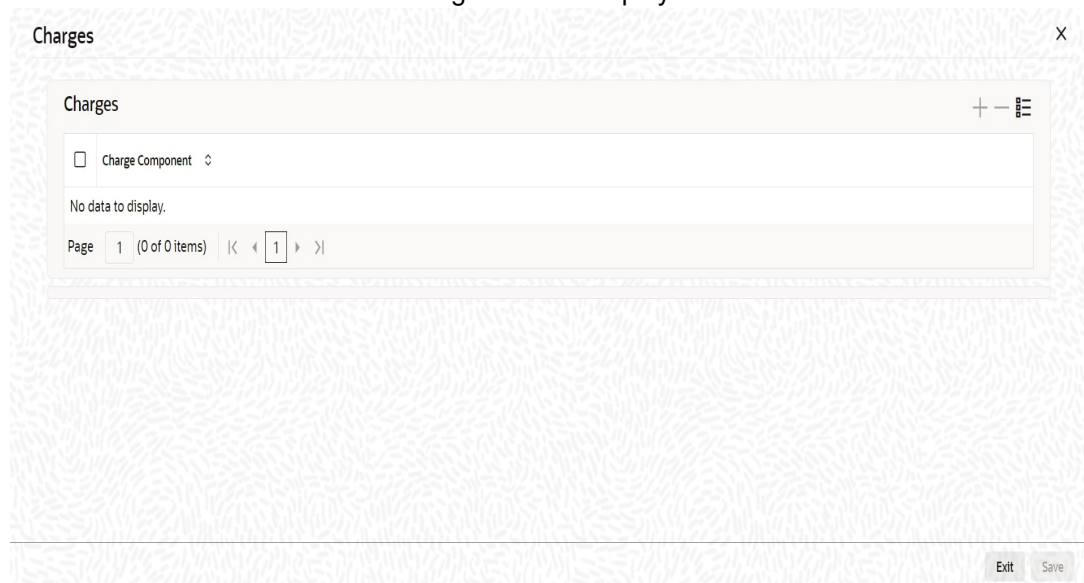 Charges X
Charges
Charge Component
No data to display.
Page 1 (0 of 0 items) 1
Exit Save